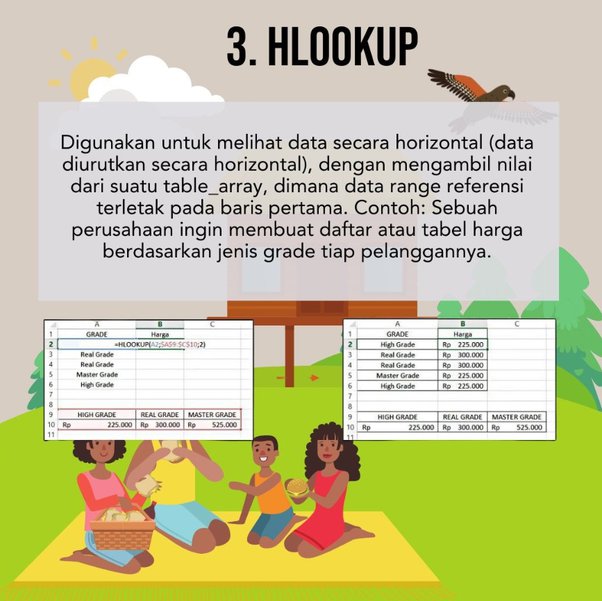 3. HLOOKUP
Digunakan untuk melihat data secara horizontal (data
diurutkan secara horizontal), dengan mengambil nilai
dari suatu table_array, dimana data range referensi
terletak pada baris pertama. Contoh: Sebuah
perusahaan ingin membuat daftar atau tabel harga
berdasarkan jenis grade tiap pelanggannya.
A B C
1 GRADE Harga
2 =HLOOKUP(A2;$A$9:$C$10;2)
3 Real Grade
4 Real Grade
5 Master Grade
6 High Grade
7
8
9 HIGH GRADE REAL GRADE MASTER GRADE
10 Rp 225.000 Rp 300.000 Rp 525.000
11
A B C
1 GRADE Harga
2 High Grade Rp 225.000
3 Real Grade Rp 300.000
4 Real Grade Rp 300.000
5 Master Grade Rp 225.000
6 High Grade Rp 225.000
7
8
9 HIGH GRADE REAL GRADE MASTER GRADE
10 Rp 225.000 Rp 300.000 Rp 525.000
11